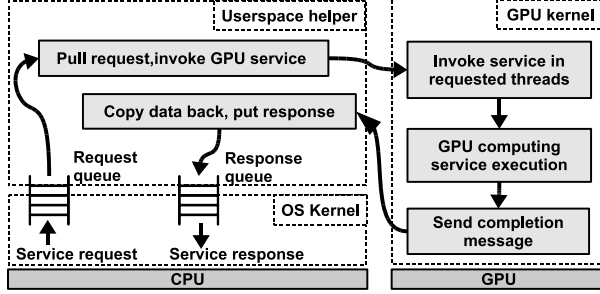 Userspace helper
GPU kernel
Pull request,invoke GPU service
Invoke service in
requested threads
Copy data back, put response
GPU computing
service execution
Request
queue
Response
queue
OS Kernel
Send completion
message
Service request
Service response
CPU
GPU